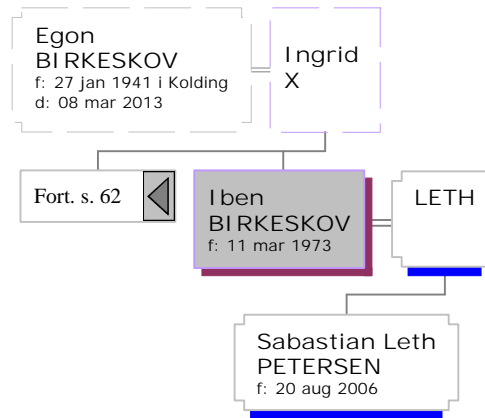 Egon
BIRKESKOV
f: 27 jan 1941 i Kolding
d: 08 mar 2013
Ingrid
X
Fort. s. 62
Iben
BIRKESKOV
f: 11 mar 1973
LETH
Sabastian Leth
PETERSEN
f: 20 aug 2006